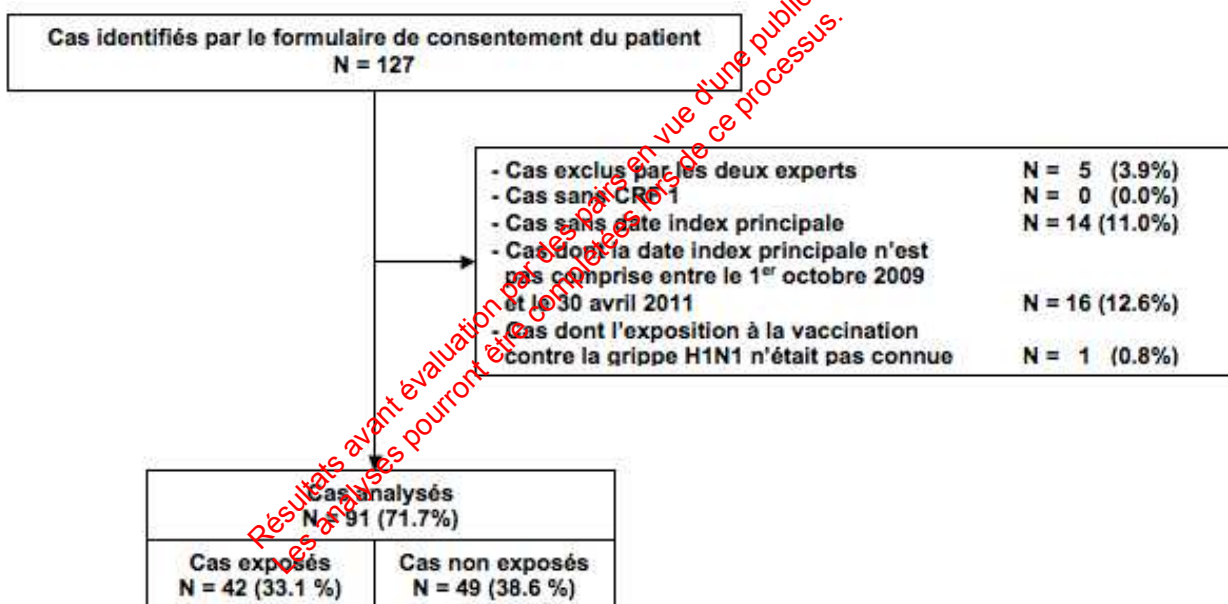 Cas identifiés par le formulaire de consentement du patient
N = 127
- Cas exclus par les deux experts N = 5 (3.9%)
- Cas sans CRF 1 N = 0 (0.0%)
- Cas sans date index principale N = 14 (11.0%)
- Cas dont la date index principale n'est
pas comprise entre le 1er octobre 2009
et le 30 avril 2011 N = 16 (12.6%)
- Cas dont l'exposition à la vaccination
contre la grippe H1N1 n'était pas connue N = 1 (0.8%)
Cas analysés
N = 91 (71.7%)
Cas exposés
N = 42 (33.1 %)
Cas non exposés
N = 49 (38.6 %)
Résultats avant évaluation par des pairs en vue d'une public
Les analyses pourront être complétées lors de ce processus.